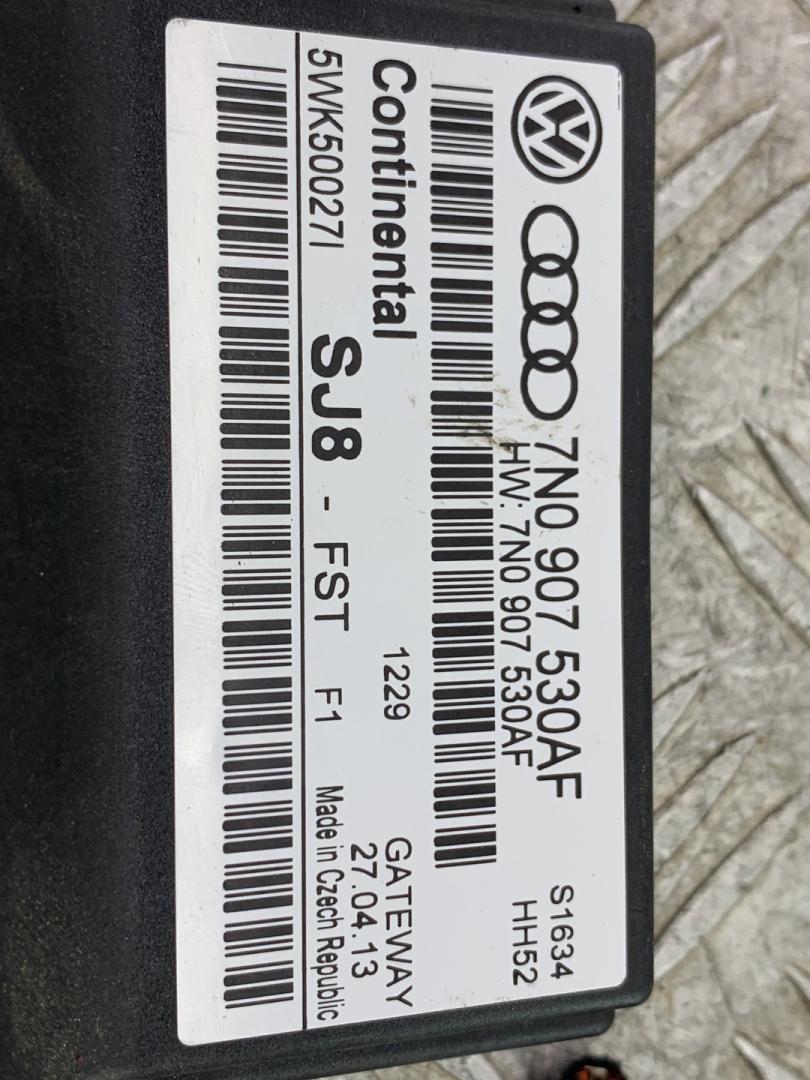 7N0 907 530AF S1634
HW: 7N0 907 530AF HH52
Continental 1229 GATEWAY
27.04.13
5WK50027I SJ8 - FST F1 Made in Czech Republic